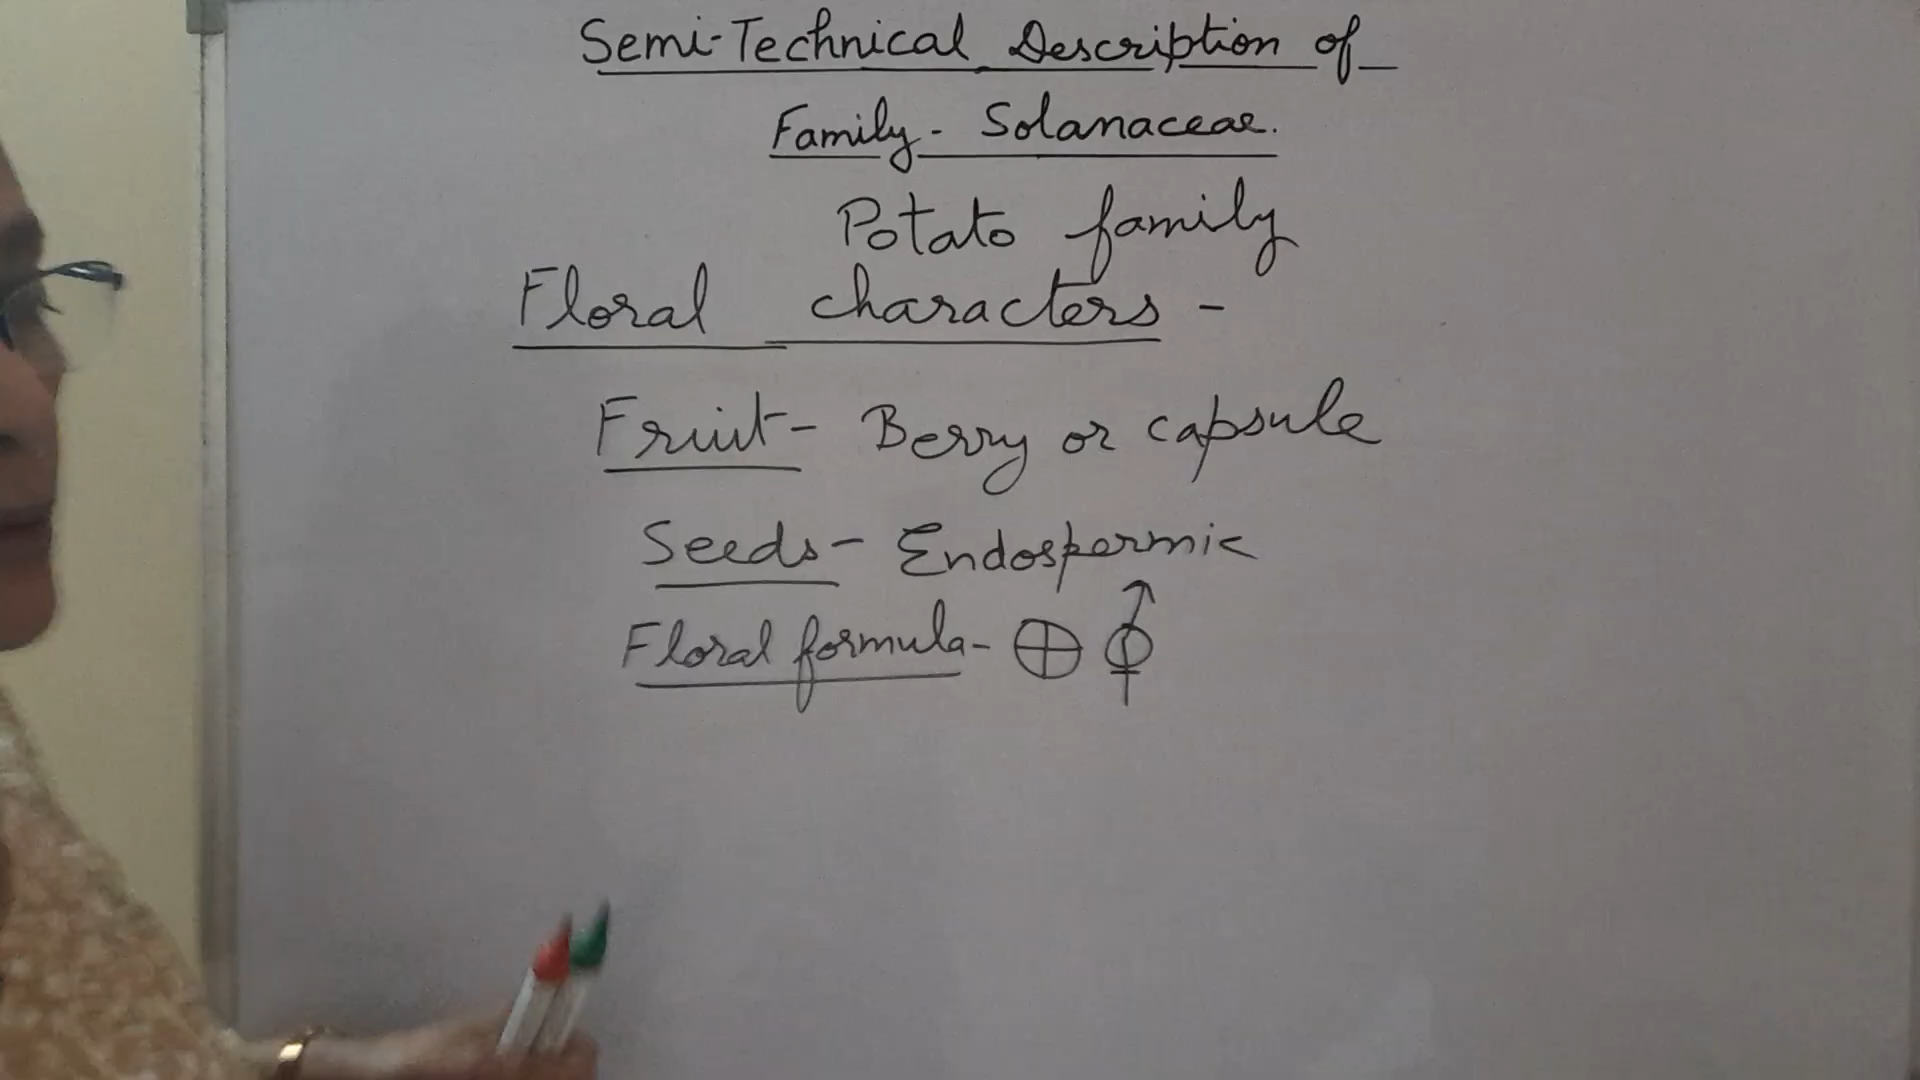 Semi-Technical Description of
Family - Solanaceae.
Potato family
Floral characters -
Fruit - Berry or capsule
Seeds - Endospermic
Floral formula - ⊕ ⚥